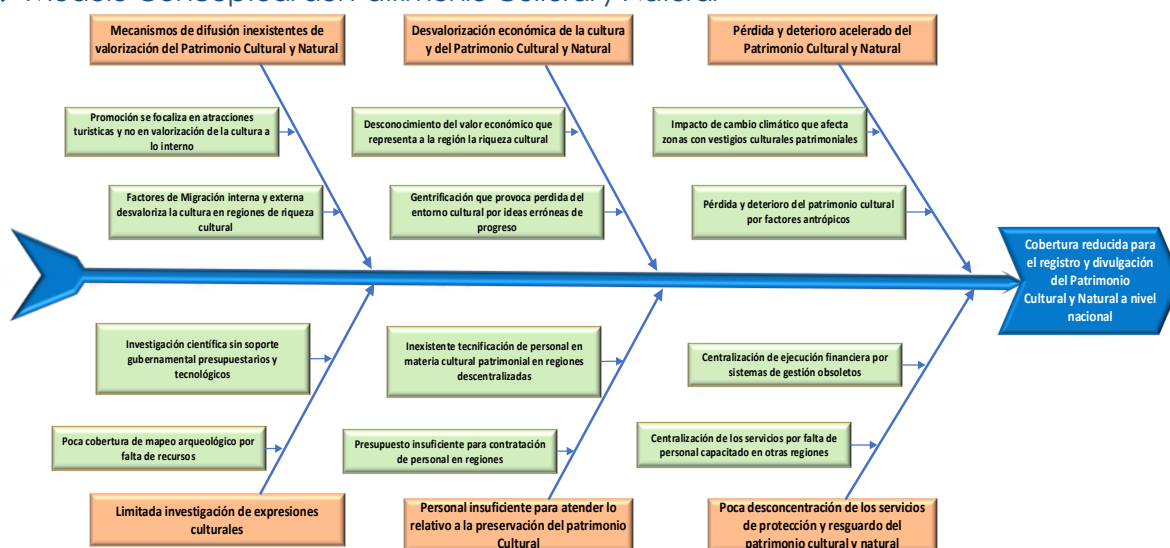 Modelo Conceptual del Patrimonio Cultural y Natural
Mecanismos de difusión inexistentes de
valorización del Patrimonio Cultural y Natural
Desvalorización económica de la cultura
y del Patrimonio Cultural y Natural
Pérdida y deterioro acelerado del
Patrimonio Cultural y Natural
Promoción se focaliza en atracciones
turisticas y no en valorización de la cultura a
lo interno
Desconocimiento del valor económico que
representa a la región la riqueza cultural
Impacto de cambio climático que afecta
zonas con vestigios culturales patrimoniales
Factores de Migración interna y externa
desvaloriza la cultura en regiones de riqueza
cultural
Gentrificación que provoca perdida del
entorno cultural por ideas erróneas de
progreso
Pérdida y deterioro del patrimonio cultural
por factores antrópicos
Cobertura reducida para
el registro y divulgación
del Patrimonio
Cultural y Natural a nivel
nacional
Investigación científica sin soporte
gubernamental presupuestarios y
tecnológicos
Inexistente tecnificación de personal en
materia cultural patrimonial en regiones
descentralizadas
Centralización de ejecución financiera por
sistemas de gestión obsoletos
Poca cobertura de mapeo arqueológico por
falta de recursos
Presupuesto insuficiente para contratación
de personal en regiones
Centralización de los servicios por falta de
personal capacitado en otras regiones
Limitada investigación de expresiones
culturales
Personal insuficiente para atender lo
relativo a la preservación del patrimonio
Cultural
Poca desconcentración de los servicios
de protección y resguardo del
patrimonio cultural y natural